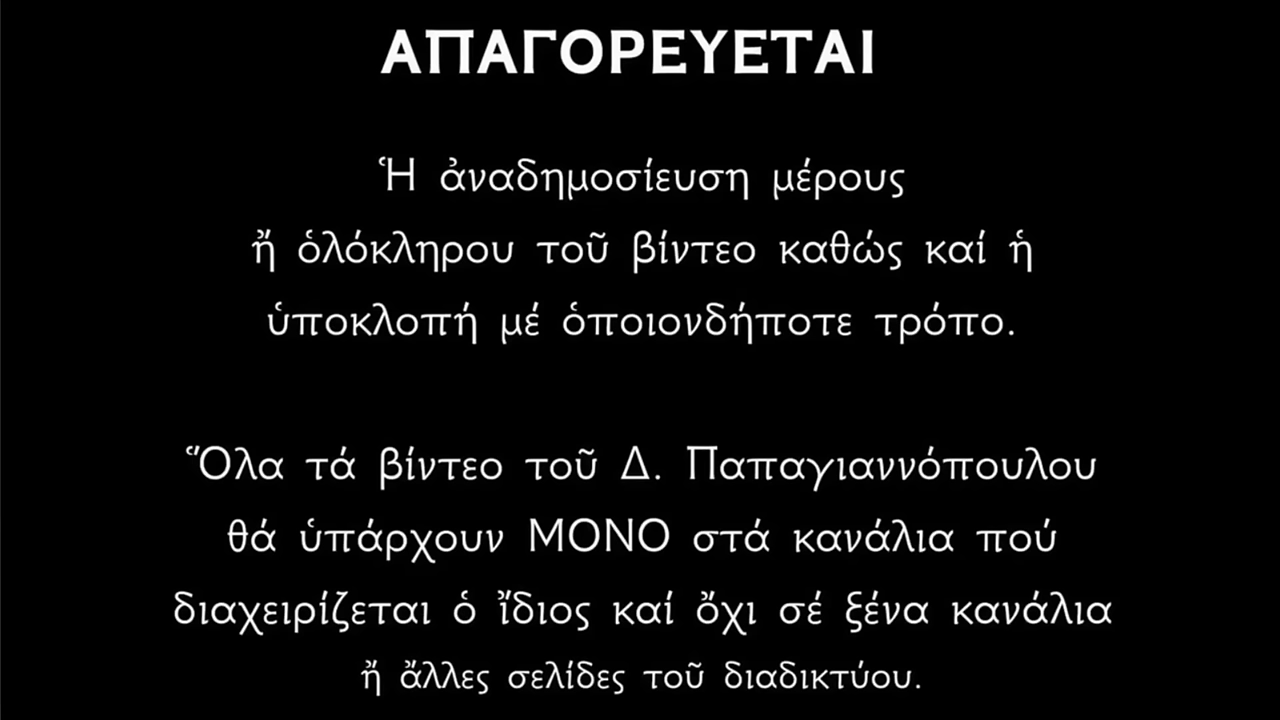 ΑΠΑΓΟΡΕΥΕΤΑΙ
Ἡ ἀναδημοσίευση μέρους
ἤ ὁλόκληρου τοῦ βίντεο καθώς καί ἡ
ὑποκλοπή μέ ὁποιονδήποτε τρόπο.
Ὅλα τά βίντεο τοῦ Δ. Παπαγιαννόπουλου
θά ὑπάρχουν ΜΟΝΟ στά κανάλια πού
διαχειρίζεται ὁ ἴδιος καί ὄχι σέ ξένα κανάλια
ἤ ἄλλες σελίδες τοῦ διαδικτύου.